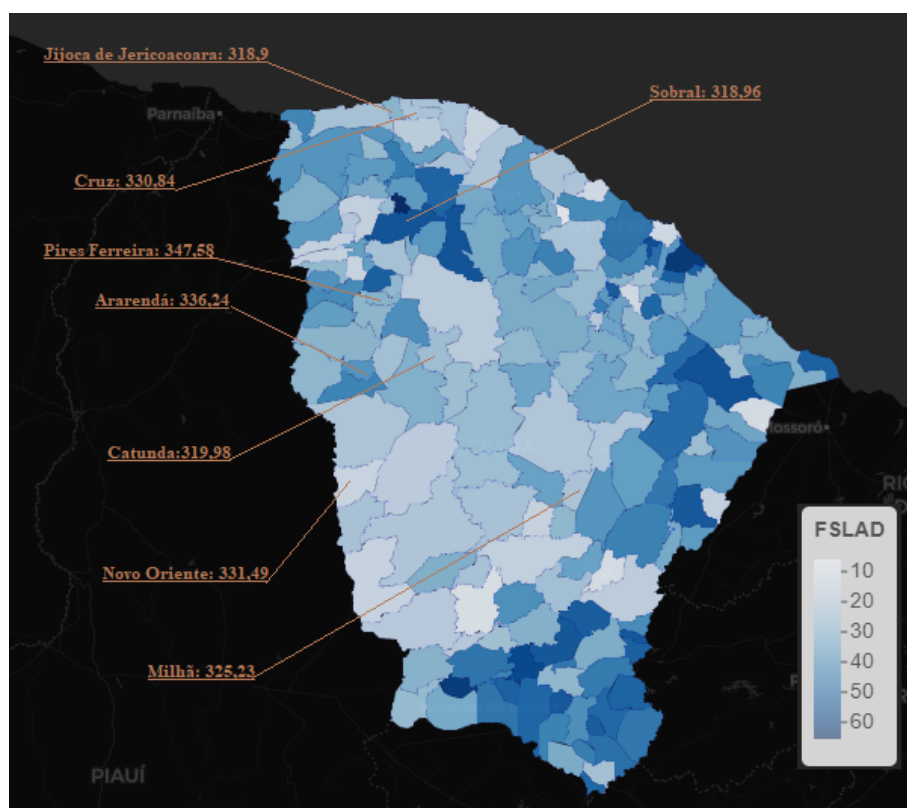 Jijoca de Jericoacoara: 318,9
Sobral: 318,96
Parnaíba
Cruz: 330,84
Pires Ferreira: 347,58
Ararendá: 336,24
Catunda:319,98
Mossoró
Novo Oriente: 331,49
FSLAD
10
20
30
40
50
60
Milhã: 325,23
PIAUÍ